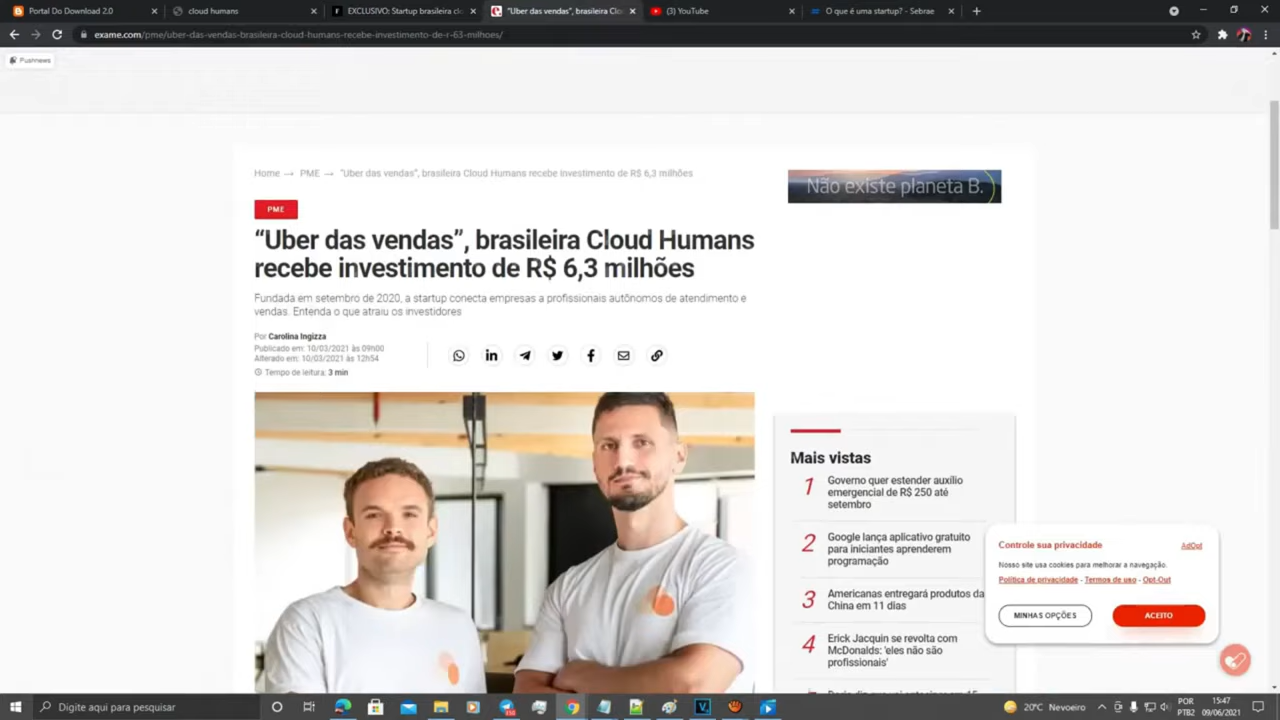 Portal Do Download 2.0
cloud humans
EXCLUSIVO: Startup brasileira cl
"Uber das vendas", brasileira Clo
(3) YouTube
O que é uma startup? - Sebrae
exame.com/pme/uber-das-vendas-brasileira-cloud-humans-recebe-investimento-de-r-63-milhoes/
Pushnews
Home → PME → "Uber das vendas", brasileira Cloud Humans recebe investimento de R$ 6,3 milhões
Não existe planeta B.
PME
“Uber das vendas”, brasileira Cloud Humans
recebe investimento de R$ 6,3 milhões
Fundada em setembro de 2020, a startup conecta empresas a profissionais autônomos de atendimento e
vendas. Entenda o que atraiu os investidores
Por Carolina Ingizza
Publicado em: 10/03/2021 às 09h00
Alterado em: 10/03/2021 às 12h54
Tempo de leitura: 3 min
Mais vistas
1 Governo quer estender auxílio
emergencial de R$ 250 até
setembro
2 Google lança aplicativo gratuito
para iniciantes aprenderem
programação
3 Americanas entregará produtos da
China em 11 dias
4 Erick Jacquin se revolta com
McDonalds: 'eles não são
profissionais'
Controle sua privacidade
AdOpt
Nosso site usa cookies para melhorar a navegação.
Política de privacidade - Termos de uso - Opt-Out
MINHAS OPÇÕES
ACEITO
Digite aqui para pesquisar
20°C Nevoeiro
POR
PTB2
15:47
09/06/2021